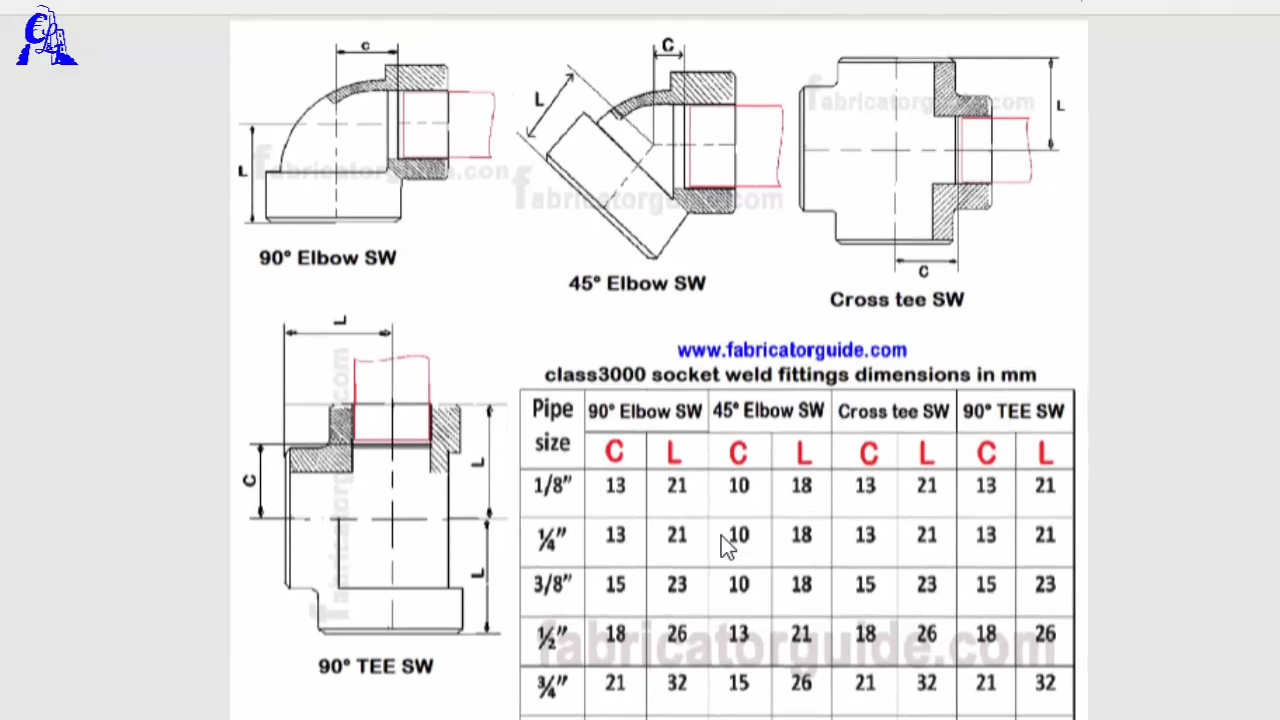 C
L
90° Elbow SW
C
L
45° Elbow SW
L
C
Cross tee SW
L
C
L
L
90° TEE SW
fabricatorguide.com
fabricatorguide.com
fabricatorguide.com
fabricatorguide.com
www.fabricatorguide.com
class3000 socket weld fittings dimensions in mm
Pipe size 90° Elbow SW 45° Elbow SW Cross tee SW 90° TEE SW
C L C L C L C L
1/8” 13 21 10 18 13 21 13 21
¼” 13 21 10 18 13 21 13 21
3/8” 15 23 10 18 15 23 15 23
½” 18 26 13 21 18 26 18 26
¾” 21 32 15 26 21 32 21 32
fabricatorguide.com